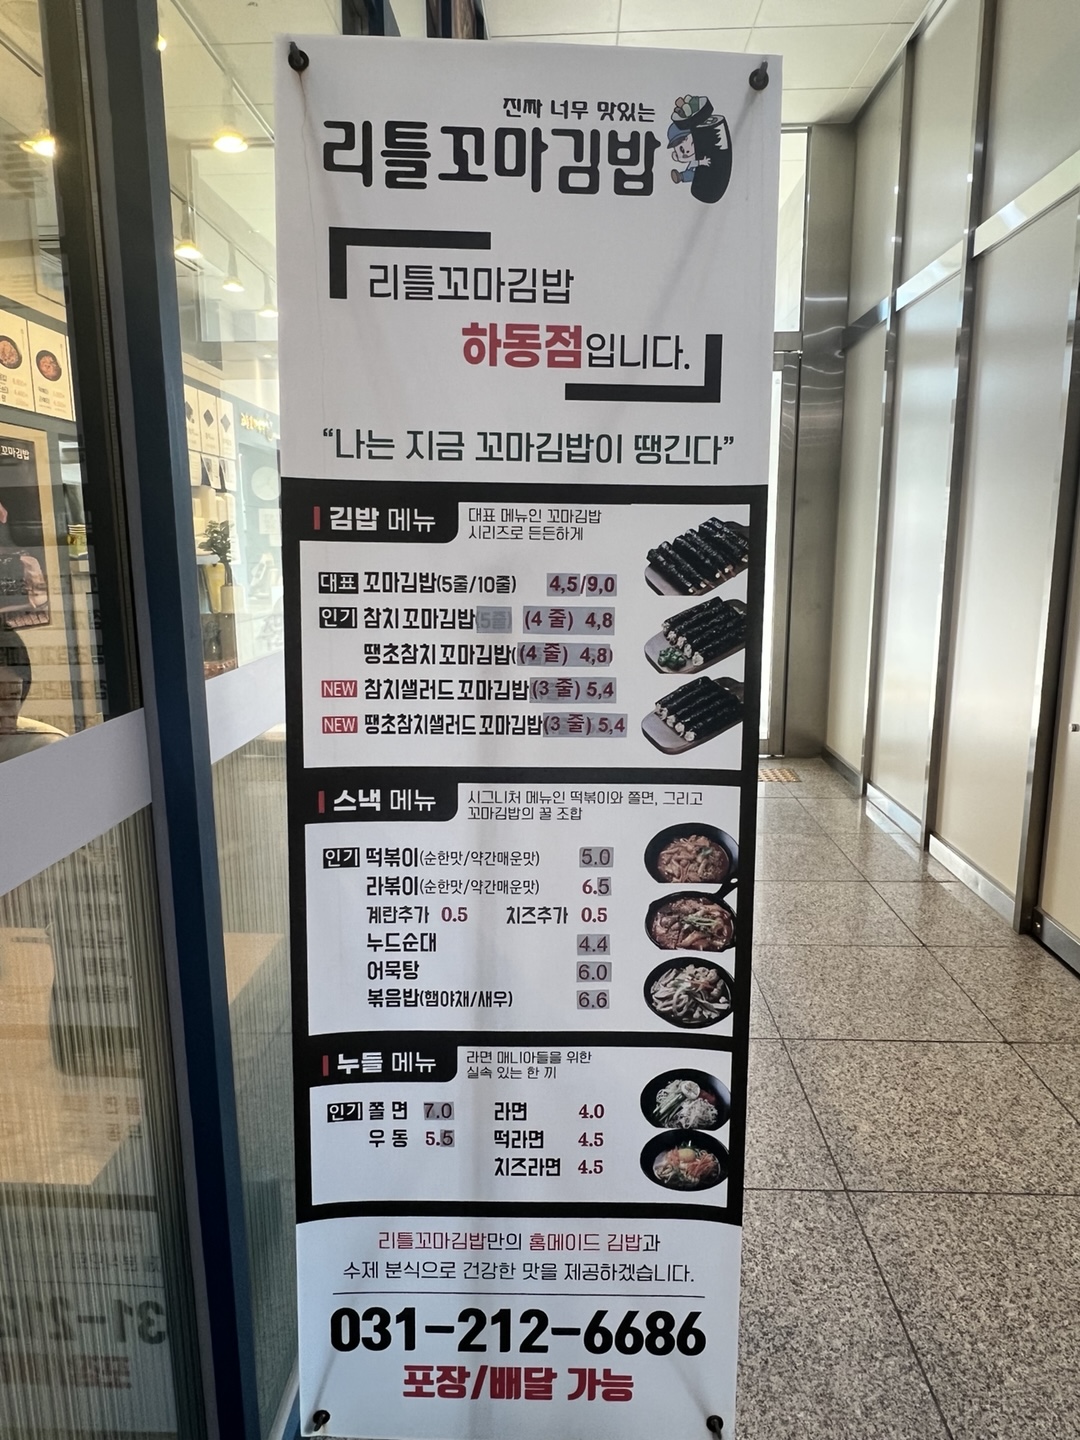 진짜 너무 맛있는
리틀꼬마김밥
리틀꼬마김밥
하동점입니다.
“나는 지금 꼬마김밥이 땡긴다”
김밥 메뉴
대표 메뉴인 꼬마김밥
시리즈로 든든하게
대표 꼬마김밥(5줄/10줄) 4,5/9,0
인기 참치꼬마김밥(5줄) (4 줄) 4,8
땡초참치꼬마김밥((4 줄) 4,8)
NEW 참치샐러드꼬마김밥(3 줄) 5,4
NEW 땡초참치샐러드꼬마김밥(3 줄) 5,4
스낵 메뉴
시그니처 메뉴인 떡볶이와 쫄면, 그리고
꼬마김밥의 꿀 조합
인기 떡볶이(순한맛/약간매운맛) 5.0
라볶이(순한맛/약간매운맛) 6.5
계란추가 0.5 치즈추가 0.5
누드순대 4.4
어묵탕 6.0
볶음밥(햄야채/새우) 6.6
누들 메뉴
라면 매니아들을 위한
실속 있는 한 끼
인기 쫄 면 7.0 라면 4.0
우 동 5.5 떡라면 4.5
치즈라면 4.5
리틀꼬마김밥만의 홈메이드 김밥과
수제 분식으로 건강한 맛을 제공하겠습니다.
031-212-6686
포장/배달 가능
꼬마김밥